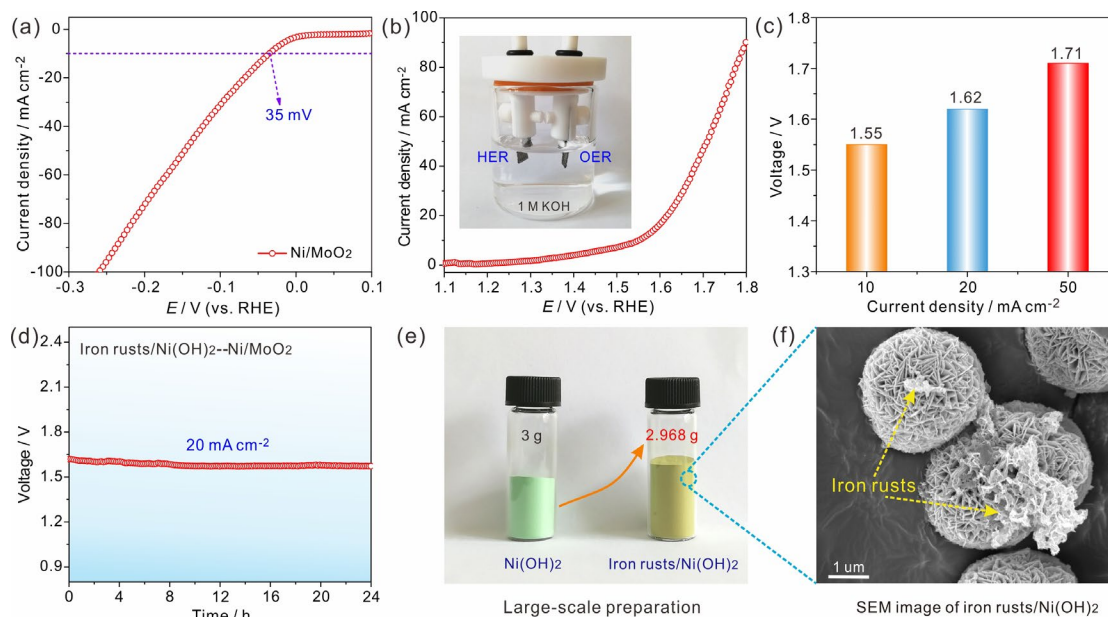 (a)
0
-20
-40
-60
-80
-100
Current density / mA cm-2
35 mV
Ni/MoO2
-0.3 -0.2 -0.1 0.0 0.1
E / V (vs. RHE)
(b)
100
80
60
40
20
0
Current density / mA cm-2
HER
OER
1 M KOH
1.1 1.2 1.3 1.4 1.5 1.6 1.7 1.8
E / V (vs. RHE)
(c)
1.8
1.7
1.6
1.5
1.4
1.3
Voltage / V
1.55
1.62
1.71
10 20 50
Current density / mA cm-2
(d)
2.4
2.1
1.8
1.5
1.2
0.9
Voltage / V
Iron rusts/Ni(OH)2--Ni/MoO2
20 mA cm-2
0 4 8 12 16 20 24
Time / h
(e)
3 g
2.968 g
Ni(OH)2
Iron rusts/Ni(OH)2
Large-scale preparation
(f)
Iron rusts
1 um
SEM image of iron rusts/Ni(OH)2